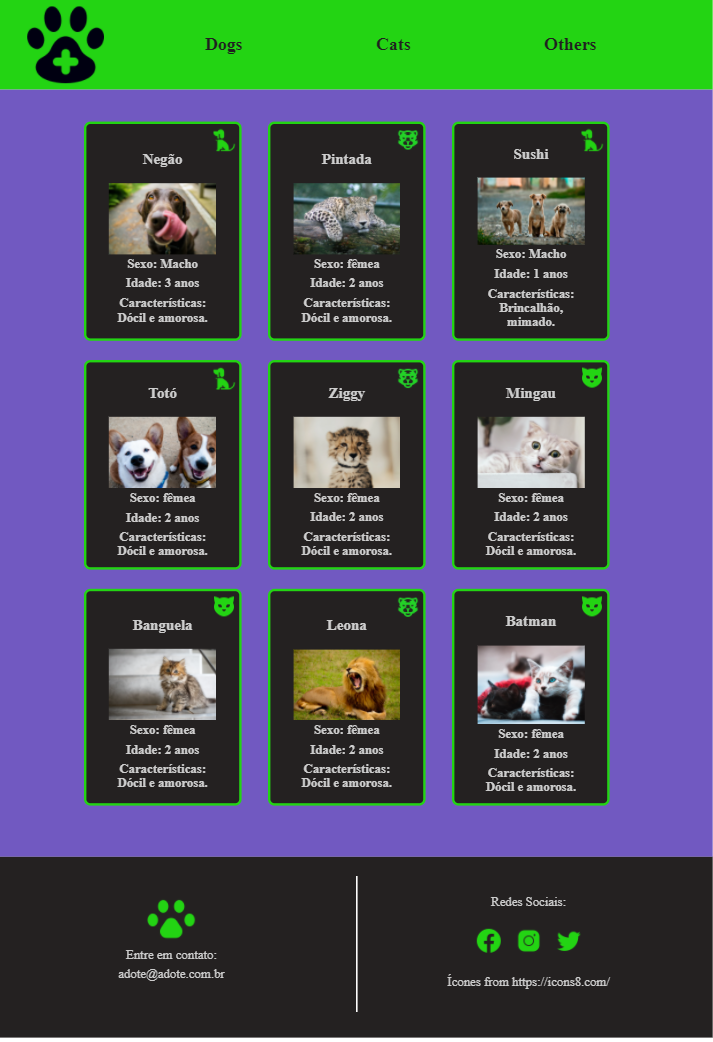 Dogs
Cats
Others
Negão
Sexo: Macho
Idade: 3 anos
Características:
Dócil e amorosa.
Pintada
Sexo: fêmea
Idade: 2 anos
Características:
Dócil e amorosa.
Sushi
Sexo: Macho
Idade: 1 anos
Características:
Brincalhão,
mimado.
Totó
Sexo: fêmea
Idade: 2 anos
Características:
Dócil e amorosa.
Ziggy
Sexo: fêmea
Idade: 2 anos
Características:
Dócil e amorosa.
Mingau
Sexo: fêmea
Idade: 2 anos
Características:
Dócil e amorosa.
Banguela
Sexo: fêmea
Idade: 2 anos
Características:
Dócil e amorosa.
Leona
Sexo: fêmea
Idade: 2 anos
Características:
Dócil e amorosa.
Batman
Sexo: fêmea
Idade: 2 anos
Características:
Dócil e amorosa.
Entre em contato:
adote@adote.com.br
Redes Sociais:
Ícones from https://icons8.com/